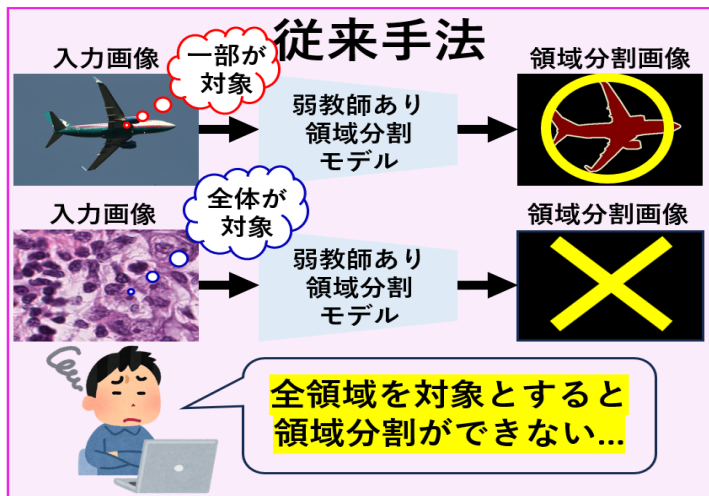 従来手法
入力画像
一部が
対象
弱教師あり
領域分割
モデル
領域分割画像
入力画像
全体が
対象
弱教師あり
領域分割
モデル
領域分割画像
全領域を対象とすると
領域分割ができない...